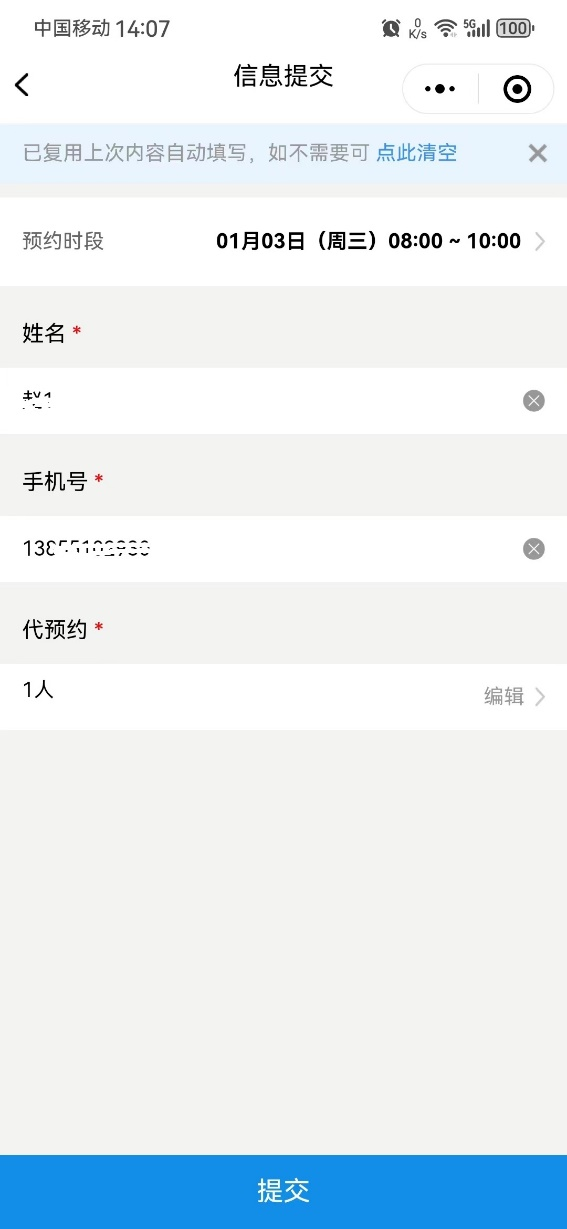 中国移动 14:07
0 K/s 5G 100
信息提交
已复用上次内容自动填写，如不需要可 点此清空
预约时段 01月03日（周三）08:00 ~ 10:00
姓名 *
手机号 *
代预约 *
1人
编辑
提交